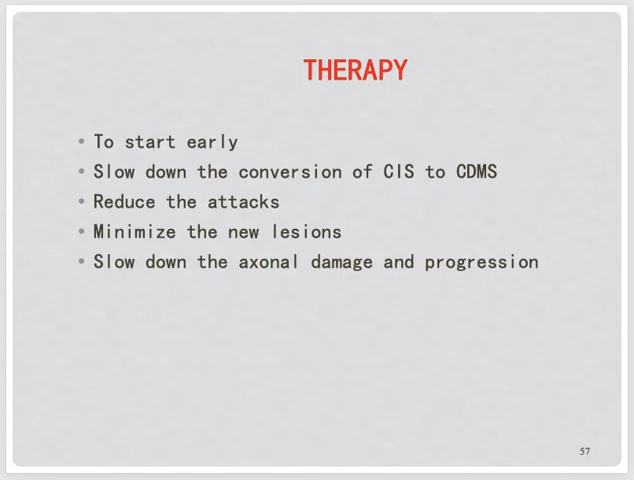 THERAPY
• To start early
• Slow down the conversion of CIS to CDMS
• Reduce the attacks
• Minimize the new lesions
• Slow down the axonal damage and progression
57